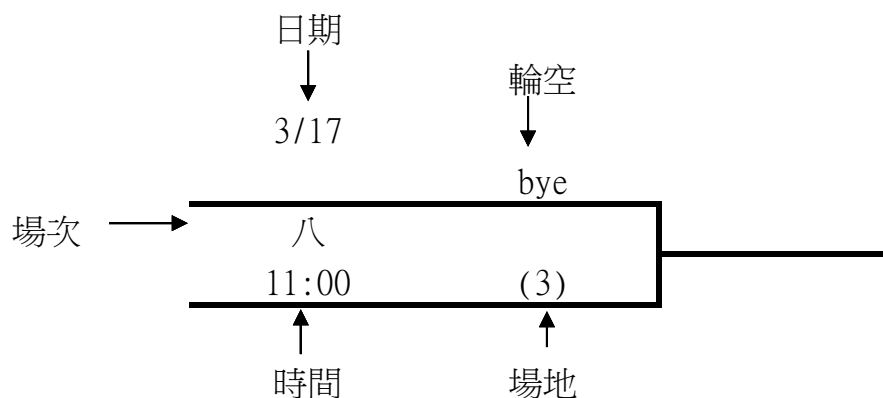 日期
輪空
3/17
bye
場次
八
11:00 (3)
時間 場地